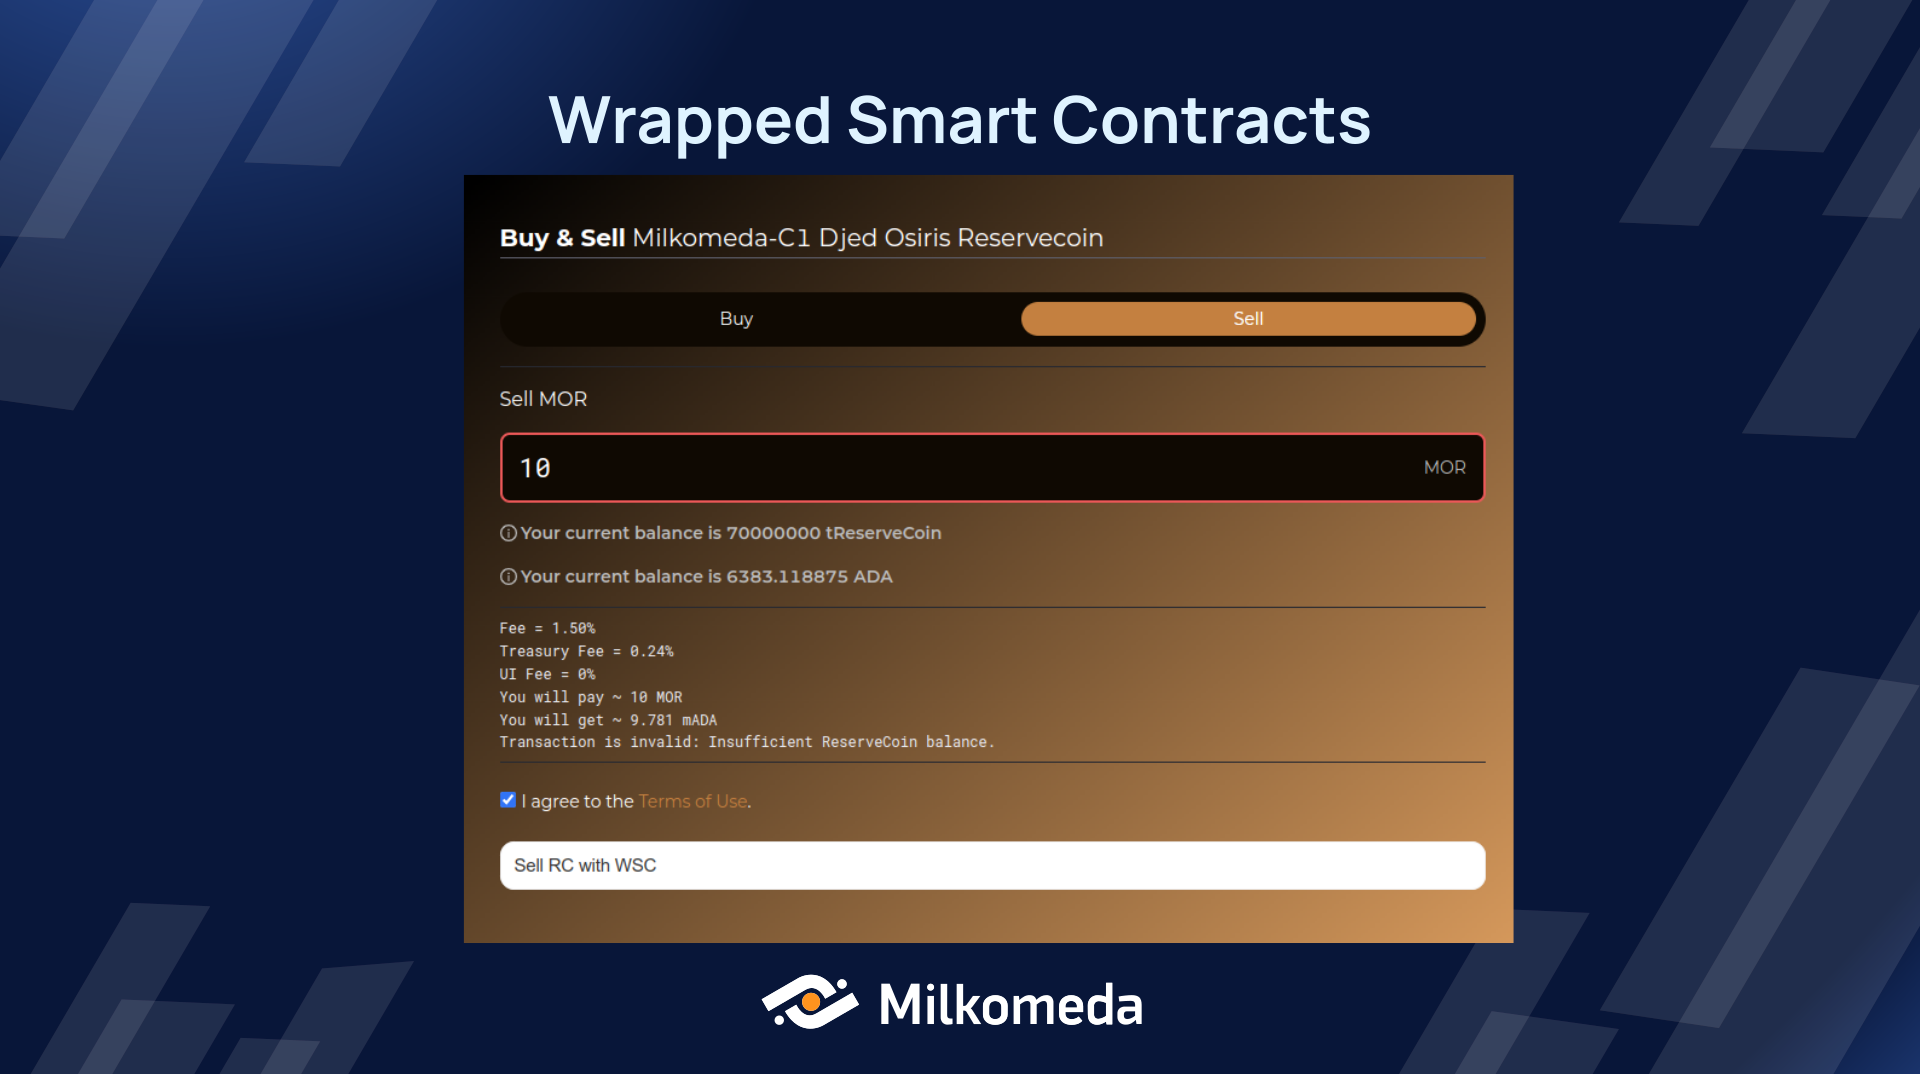 Wrapped Smart Contracts
Buy & Sell Milkomeda-C1 Djed Osiris Reservecoin
Buy
Sell
Sell MOR
10
MOR
Your current balance is 70000000 tReserveCoin
Your current balance is 6383.118875 ADA
Fee = 1.50%
Treasury Fee = 0.24%
UI Fee = 0%
You will pay ~ 10 MOR
You will get ~ 9.781 mADA
Transaction is invalid: Insufficient ReserveCoin balance.
I agree to the Terms of Use.
Sell RC with WSC
Milkomeda